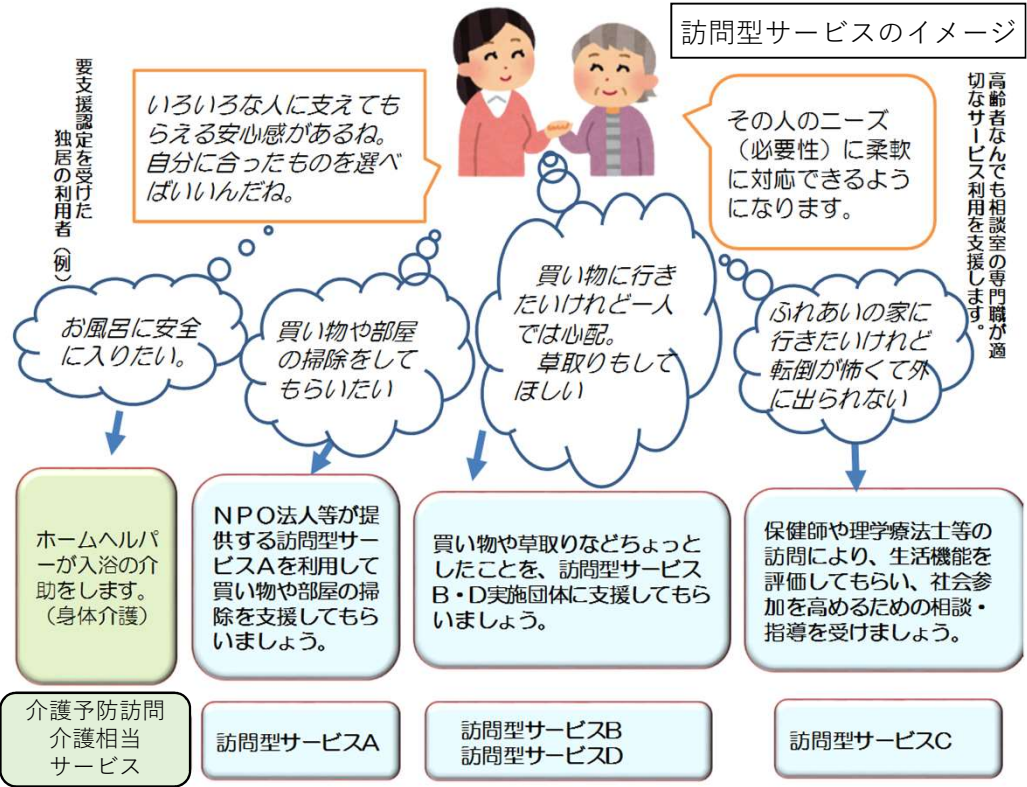 訪問型サービスのイメージ
要支援認定を受けた
独居の利用者（例）
いろいろな人に支えても
らえる安心感があるね。
自分に合ったものを選べ
ばいいんだね。
その人のニーズ
（必要性）に柔軟
に対応できるよう
になります。
高齢者なんでも相談室の専門職が適
切なサービス利用を支援します。
お風呂に安全
に入りたい。
買い物や部屋
の掃除をして
もらいたい
買い物に行き
たいけれど一人
では心配。
草取りもして
ほしい
ふれあいの家に
行きたいけれど
転倒が怖くて外
に出られない
ホームヘルパ
ーが入浴の介
助をします。
（身体介護）
ＮＰＯ法人等が提
供する訪問型サー
ビスＡを利用して
買い物や部屋の掃
除を支援してもら
いましょう。
買い物や草取りなどちょっと
したことを、訪問型サービス
Ｂ・Ｄ実施団体に支援してもら
いましょう。
保健師や理学療法士等の
訪問により、生活機能を
評価してもらい、社会参
加を高めるための相談・
指導を受けましょう。
介護予防訪問
介護相当
サービス
訪問型サービスA
訪問型サービスB
訪問型サービスD
訪問型サービスC